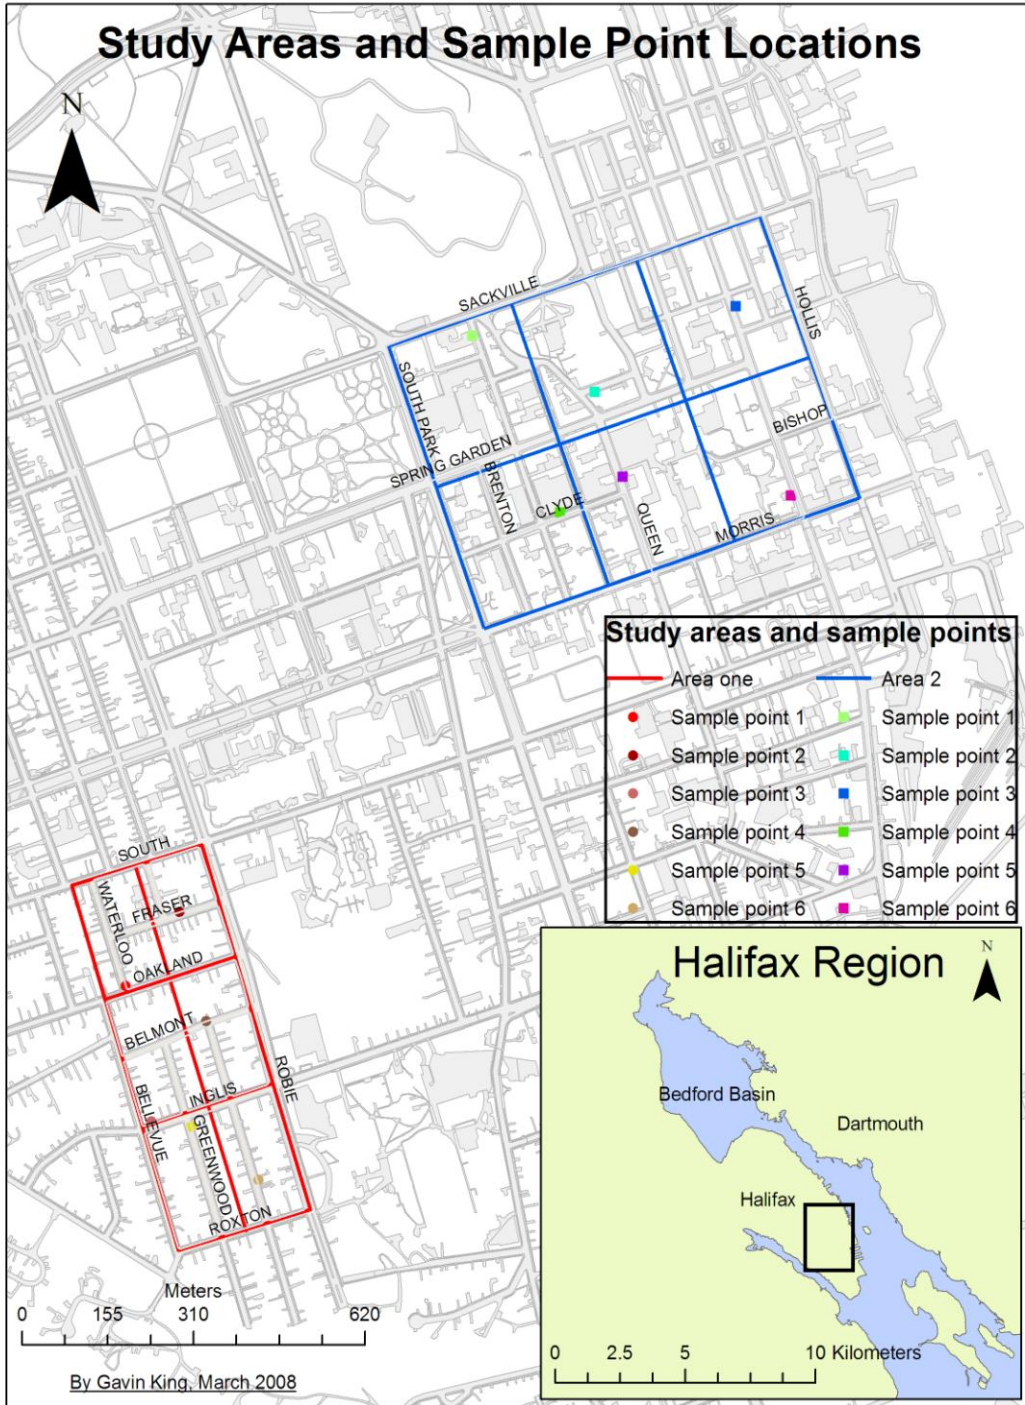 Study Areas and Sample Point Locations
N
SACKVILLE
HOLLIS
SOUTH PARK
SPRING GARDEN
BRENTON
CLYDE
QUEEN
BISHOP
MORRIS
Study areas and sample points
Area one
Area 2
Sample point 1
Sample point 1
Sample point 2
Sample point 2
Sample point 3
Sample point 3
Sample point 4
Sample point 4
Sample point 5
Sample point 5
Sample point 6
Sample point 6
SOUTH
WATERLOO
FRASER
OAKLAND
BELMONT
ROBIE
INGLIS
BELLEVUE
GREENWOOD
ROXTON
Meters
0 155 310 620
By Gavin King, March 2008
Halifax Region
N
Bedford Basin
Dartmouth
Halifax
0 2.5 5 10 Kilometers